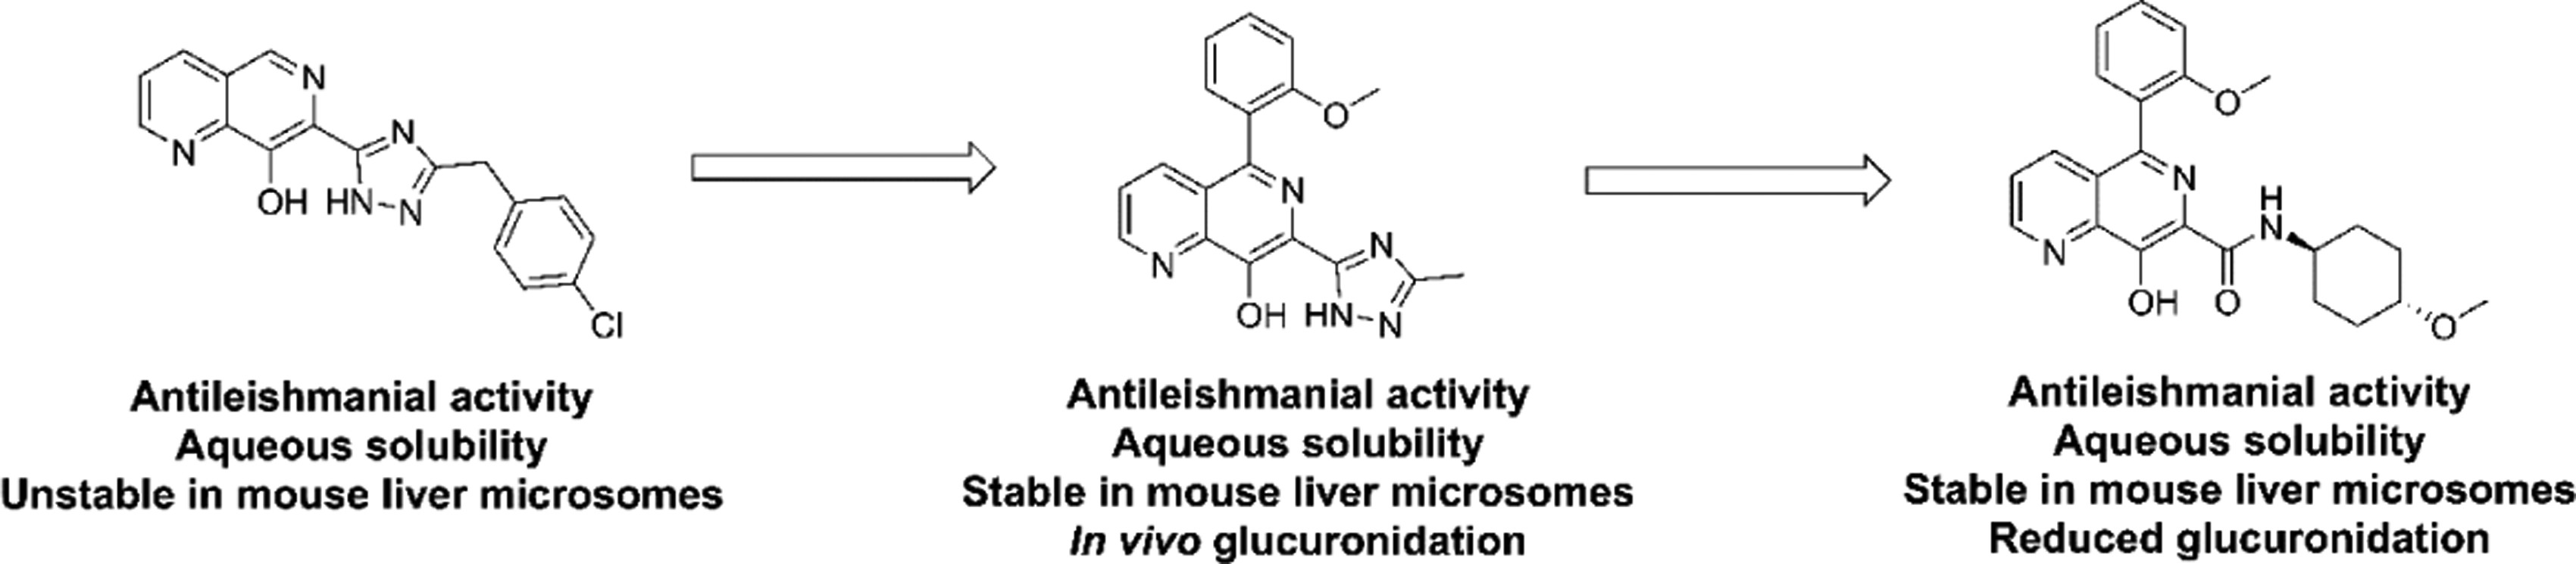 N
N
N
OH HN-N
Cl
O
N
N
N
OH HN-N
O
N
H
N
N
OH O
O
Antileishmanial activity
Aqueous solubility
Unstable in mouse liver microsomes
Antileishmanial activity
Aqueous solubility
Stable in mouse liver microsomes
In vivo glucuronidation
Antileishmanial activity
Aqueous solubility
Stable in mouse liver microsomes
Reduced glucuronidation